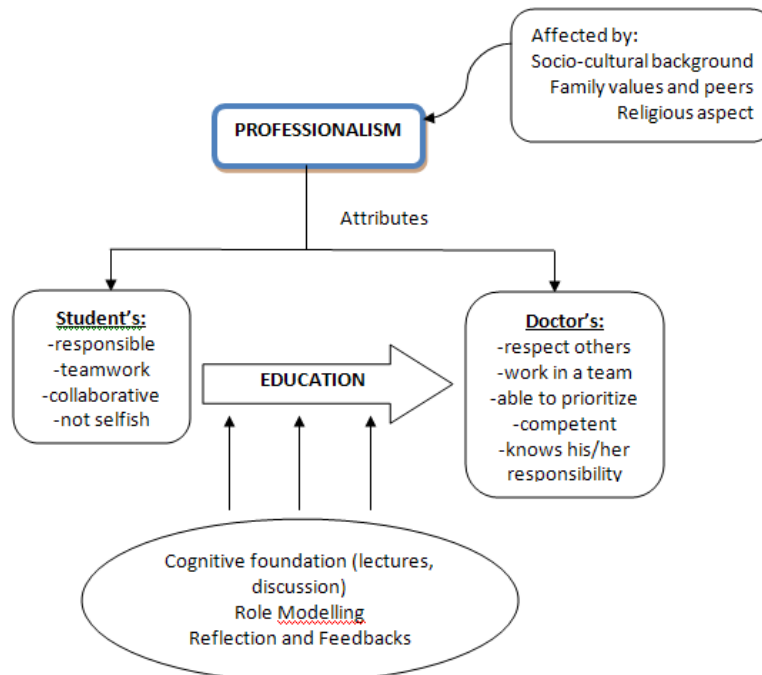 Affected by:
Socio-cultural background
Family values and peers
Religious aspect
PROFESSIONALISM
Attributes
Student's:
-responsible
-teamwork
-collaborative
-not selfish
EDUCATION
Doctor's:
-respect others
-work in a team
-able to prioritize
-competent
-knows his/her
responsibility
Cognitive foundation (lectures,
discussion)
Role Modelling
Reflection and Feedbacks